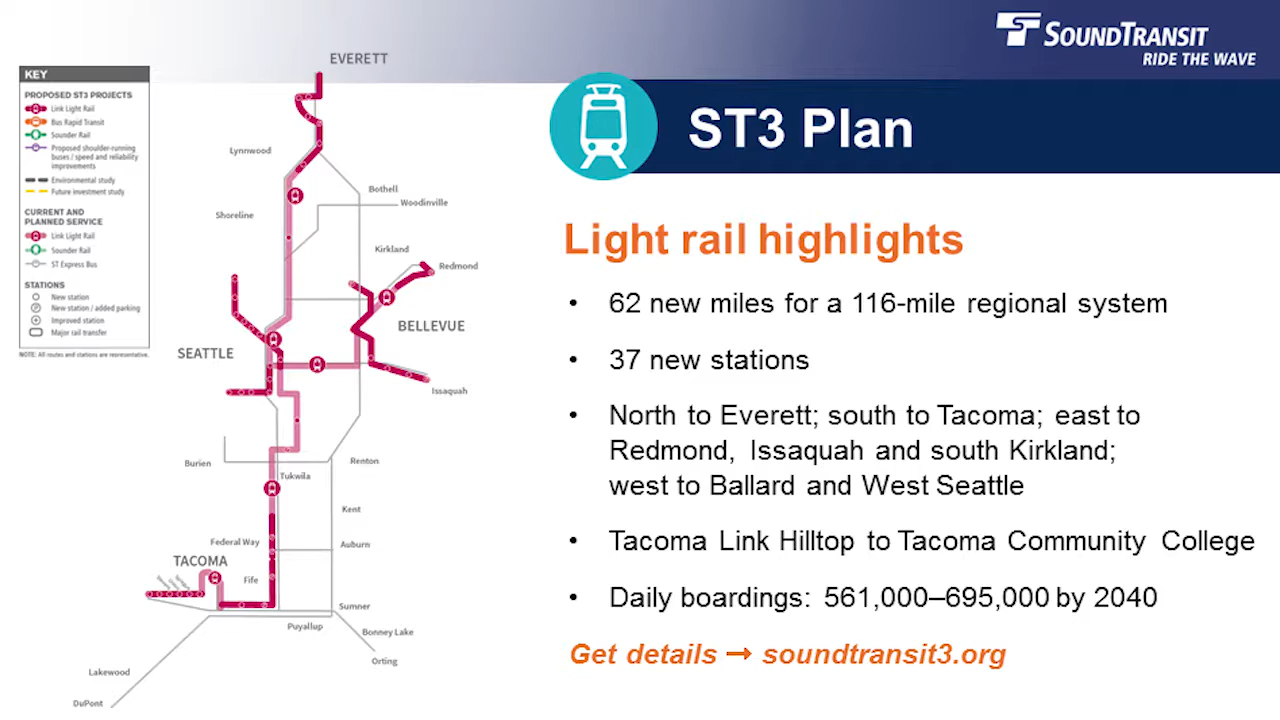 SOUNDTRANSIT
RIDE THE WAVE
ST3 Plan
KEY
PROPOSED ST3 PROJECTS
Link Light Rail
Bus Rapid Transit
Sounder Rail
Proposed shoulder-running
buses / speed and reliability
improvements
Environmental study
Future investment study
CURRENT AND
PLANNED SERVICE
Link Light Rail
Sounder Rail
ST Express Bus
STATIONS
New station
New station / added parking
Improved station
Major rail transfer
NOTE: All routes and stations are representative.
EVERETT
Lynnwood
Bothell
Woodinville
Shoreline
Kirkland
Redmond
BELLEVUE
SEATTLE
Issaquah
Burien
Renton
Tukwila
Kent
Federal Way
Auburn
TACOMA
Fife
Sumner
Puyallup
Bonney Lake
Orting
Lakewood
DuPont
Light rail highlights
• 62 new miles for a 116-mile regional system
• 37 new stations
• North to Everett; south to Tacoma; east to
Redmond, Issaquah and south Kirkland;
west to Ballard and West Seattle
• Tacoma Link Hilltop to Tacoma Community College
• Daily boardings: 561,000–695,000 by 2040
Get details → soundtransit3.org